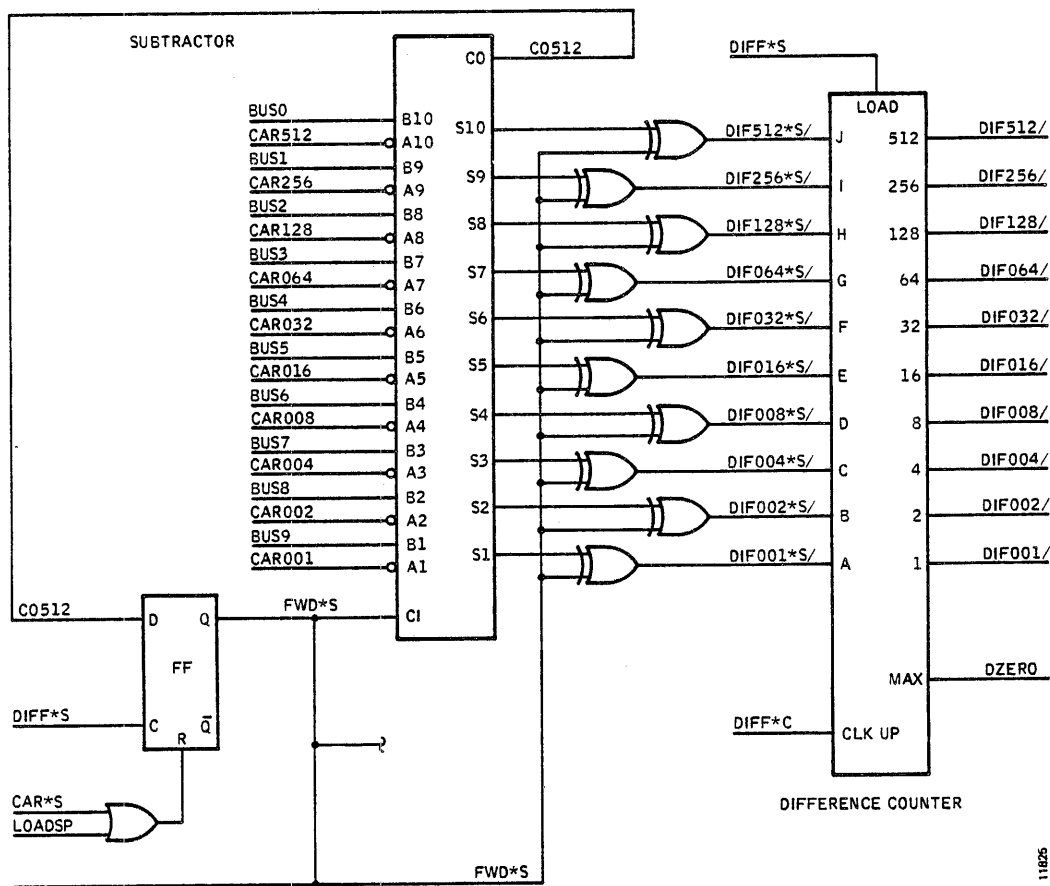 SUBTRACTOR
CO
CO512
DIFF*S
LOAD
BUS0
B10
CAR512
A10
BUS1
B9
CAR256
A9
BUS2
B8
CAR128
A8
BUS3
B7
CAR064
A7
BUS4
B6
CAR032
A6
BUS5
B5
CAR016
A5
BUS6
B4
CAR008
A4
BUS7
B3
CAR004
A3
BUS8
B2
CAR002
A2
BUS9
B1
CAR001
A1
S10
S9
S8
S7
S6
S5
S4
S3
S2
S1
DIF512*S/
J
512
DIF512/
DIF256*S/
I
256
DIF256/
DIF128*S/
H
128
DIF128/
DIF064*S/
G
64
DIF064/
DIF032*S/
F
32
DIF032/
DIF016*S/
E
16
DIF016/
DIF008*S/
D
8
DIF008/
DIF004*S/
C
4
DIF004/
DIF002*S/
B
2
DIF002/
DIF001*S/
A
1
DIF001/
CO512
D
Q
FWD*S
CI
FF
MAX
DZERO
DIFF*S
C
Q̅
R
DIFF*C
CLK UP
CAR*S
LOADSP
DIFFERENCE COUNTER
FWD*S
11826